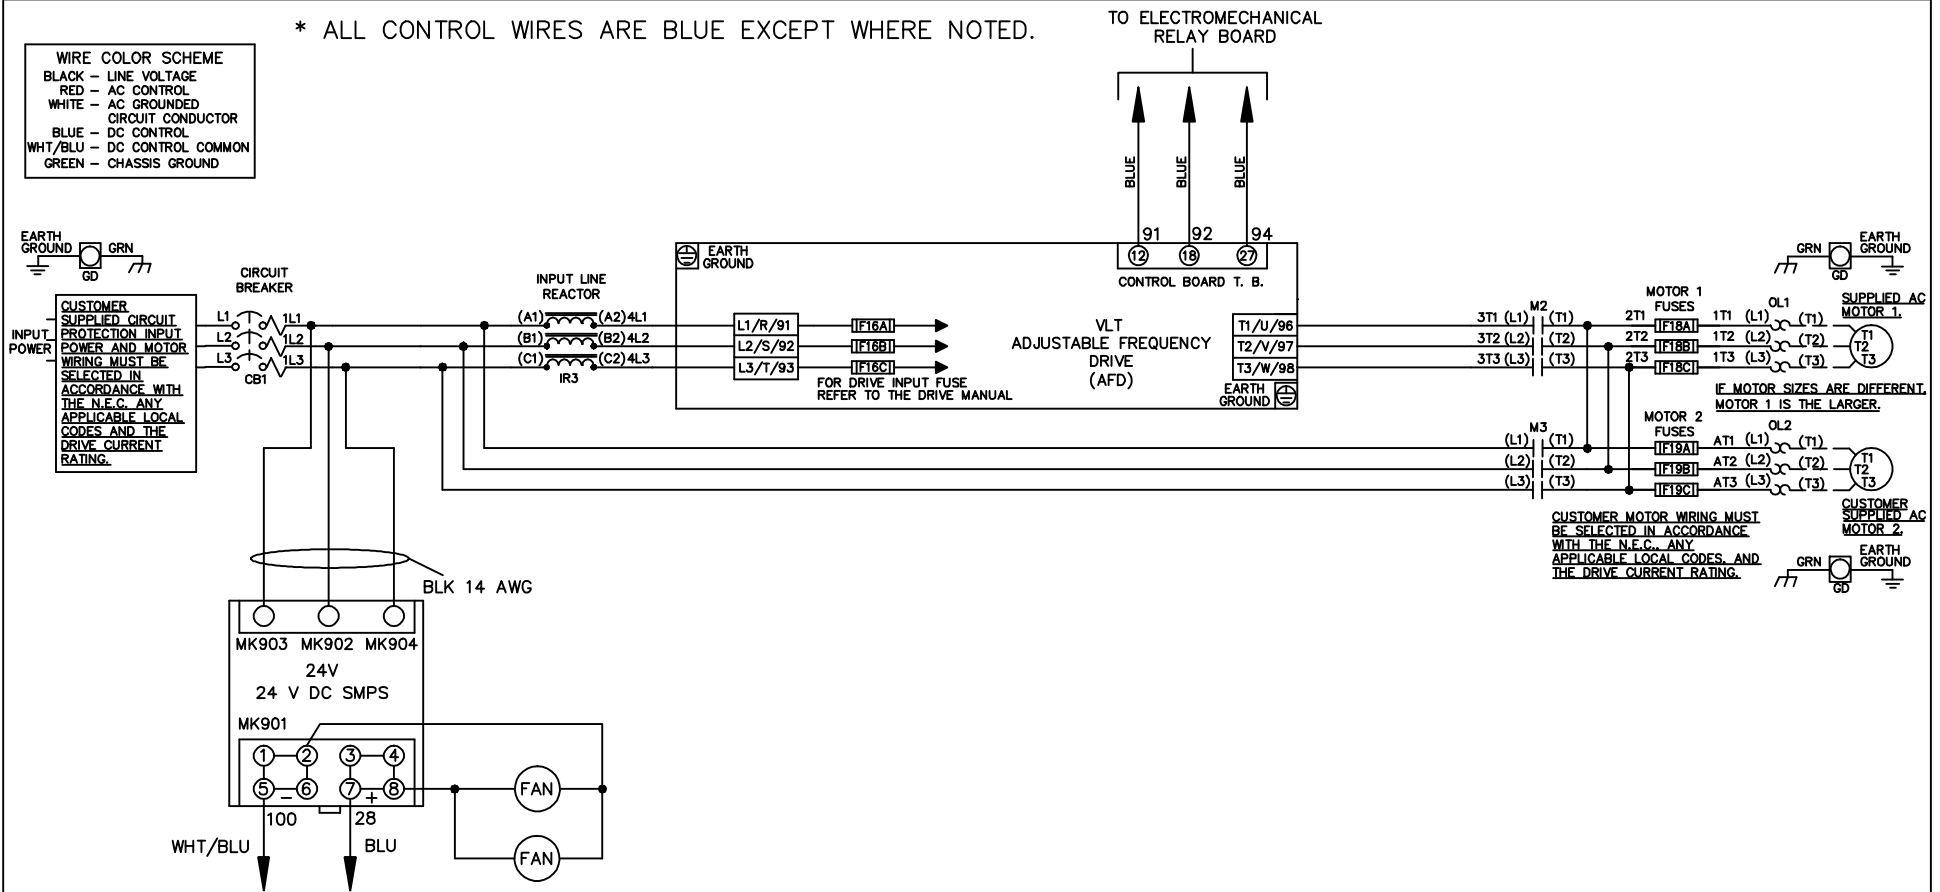 * ALL CONTROL WIRES ARE BLUE EXCEPT WHERE NOTED.
TO ELECTROMECHANICAL
RELAY BOARD
WIRE COLOR SCHEME
BLACK – LINE VOLTAGE
RED – AC CONTROL
WHITE – AC GROUNDED
CIRCUIT CONDUCTOR
BLUE – DC CONTROL
WHT/BLU – DC CONTROL COMMON
GREEN – CHASSIS GROUND
BLUE
BLUE
BLUE
91
92
94
12
18
27
CONTROL BOARD T. B.
EARTH
GROUND
GRN
GD
INPUT
POWER
CUSTOMER
SUPPLIED CIRCUIT
PROTECTION INPUT
POWER AND MOTOR
WIRING MUST BE
SELECTED IN
ACCORDANCE WITH
THE N.E.C. ANY
APPLICABLE LOCAL
CODES AND THE
DRIVE CURRENT
RATING.
CIRCUIT
BREAKER
L1
1L1
L2
1L2
L3
1L3
CB1
INPUT LINE
REACTOR
(A1) (A2)4L1
(B1) (B2)4L2
(C1) (C2)4L3
IR3
EARTH
GROUND
L1/R/91
L2/S/92
L3/T/93
F16A
F16B
F16C
FOR DRIVE INPUT FUSE
REFER TO THE DRIVE MANUAL
VLT
ADJUSTABLE FREQUENCY
DRIVE
(AFD)
T1/U/96
T2/V/97
T3/W/98
EARTH
GROUND
M2
3T1 (L1) (T1)
3T2 (L2) (T2)
3T3 (L3) (T3)
MOTOR 1
FUSES
2T1 F18A 1T1 (L1)
2T2 F18B 1T2 (L2)
2T3 F18C 1T3 (L3)
OL1
(T1)
(T2)
(T3)
T1
T2
T3
GRN
EARTH
GROUND
GD
SUPPLIED AC
MOTOR 1.
IF MOTOR SIZES ARE DIFFERENT,
MOTOR 1 IS THE LARGER.
M3
(L1) (T1)
(L2) (T2)
(L3) (T3)
MOTOR 2
FUSES
F19A AT1 (L1)
F19B AT2 (L2)
F19C AT3 (L3)
OL2
(T1)
(T2)
(T3)
T1
T2
T3
CUSTOMER
SUPPLIED AC
MOTOR 2.
CUSTOMER MOTOR WIRING MUST
BE SELECTED IN ACCORDANCE
WITH THE N.E.C., ANY
APPLICABLE LOCAL CODES, AND
THE DRIVE CURRENT RATING.
GRN
EARTH
GROUND
GD
BLK 14 AWG
MK903 MK902 MK904
24V
24 V DC SMPS
MK901
1 2 3 4
5 – 6 7 + 8
100
28
WHT/BLU
BLU
FAN
FAN